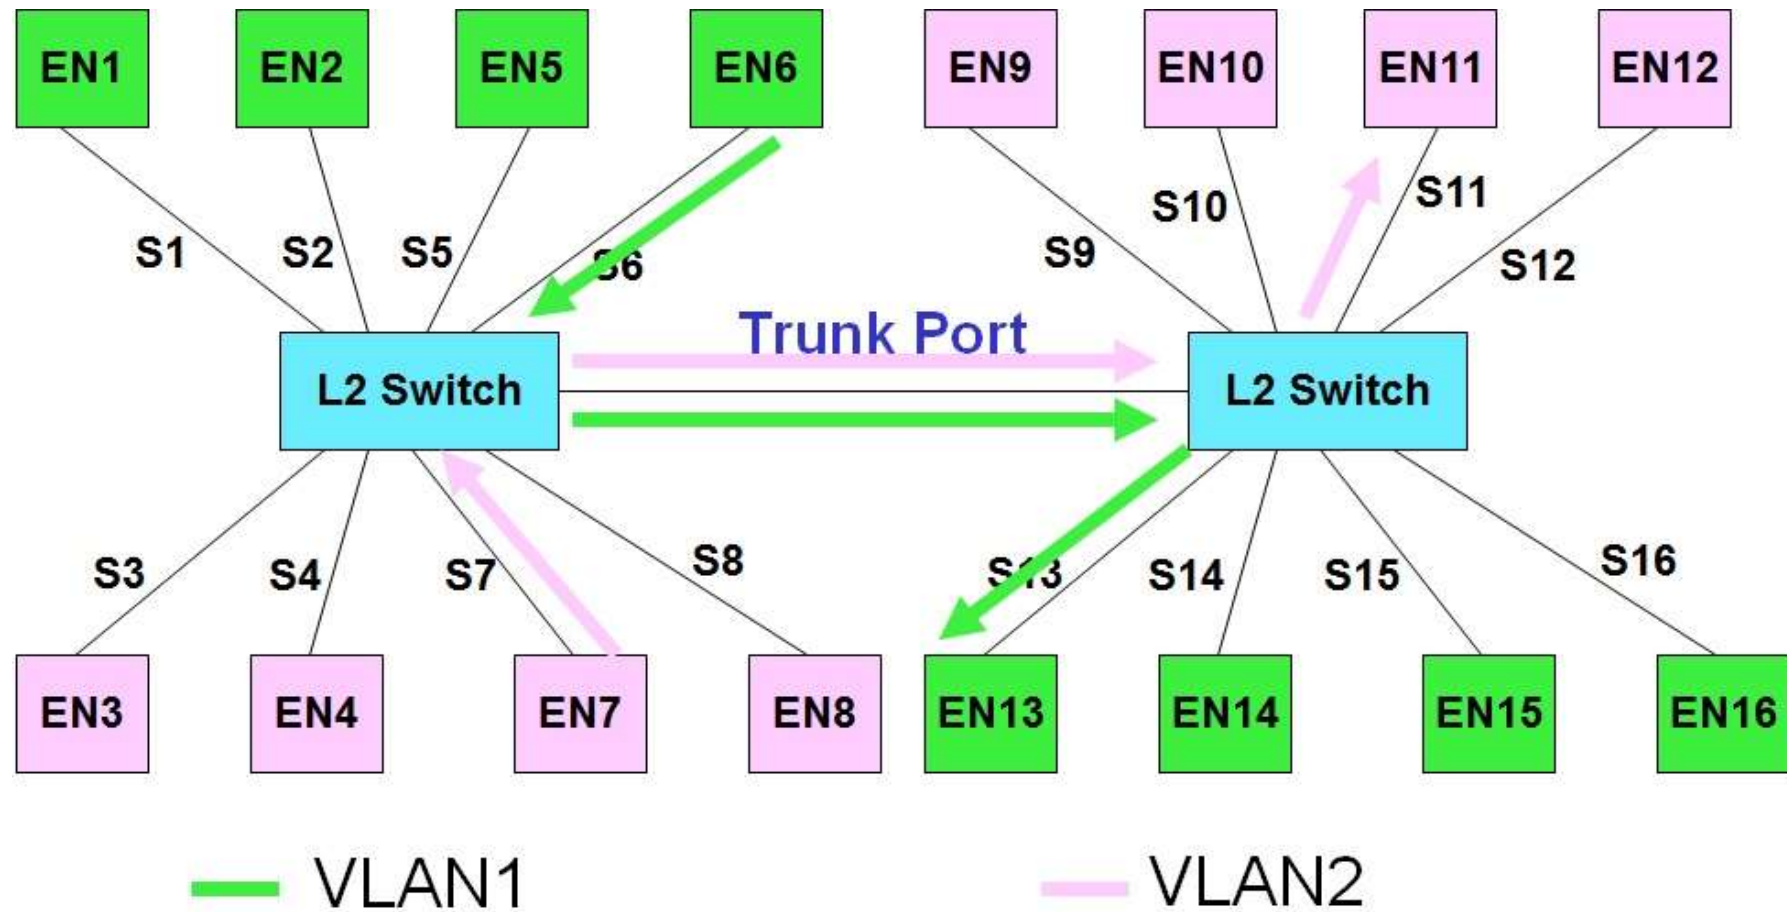 EN1 EN2 EN5 EN6 EN9 EN10 EN11 EN12
S1 S2 S5 S6 S9 S10 S11 S12
Trunk Port
L2 Switch L2 Switch
S3 S4 S7 S8 S13 S14 S15 S16
EN3 EN4 EN7 EN8 EN13 EN14 EN15 EN16
VLAN1 VLAN2